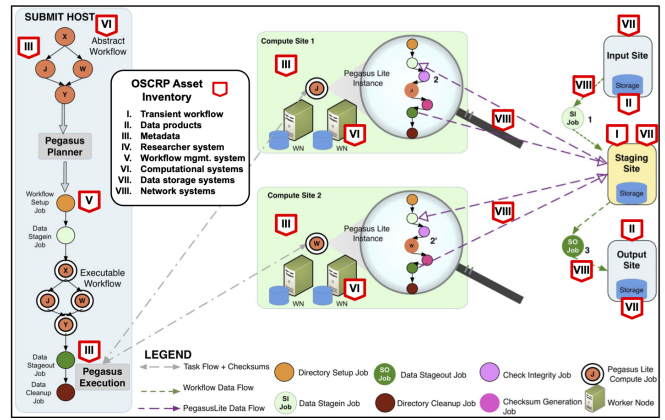 SUBMIT HOST
VI
Abstract
Workflow
III
X
J
W
Y
Pegasus
Planner
Workflow
Setup
Job
V
Data
Stagein Job
X
Executable
Workflow
J
W
Y
III
Data
Stageout
Job
Data
Cleanup Job
Pegasus
Execution
OSCRP Asset
Inventory
I. Transient workflow
II. Data products
III. Metadata
IV. Researcher system
V. Workflow mgmt. system
VI. Computational systems
VII. Data storage systems
VIII. Network systems
Compute Site 1
III
J
Pegasus Lite
Instance
WN
WN
VI
2
J
VIII
Compute Site 2
III
W
Pegasus Lite
Instance
WN
WN
VI
2'
W
VIII
VII
Input Site
Storage
II
VIII
SI
Job
1
I
VII
Staging
Site
Storage
SO
Job
3
VIII
II
Output
Site
Storage
VII
LEGEND
Task Flow + Checksums
Workflow Data Flow
PegasusLite Data Flow
Directory Setup Job
SI
Job
Data Stagein Job
SO
Job
Data Stageout Job
Directory Cleanup Job
Check Integrity Job
Checksum Generation
Job
J
Pegasus Lite
Compute Job
Worker Node